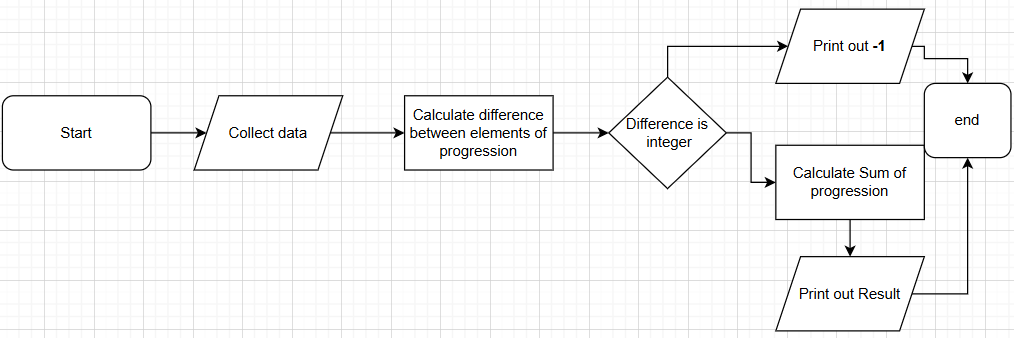 Start
Collect data
Calculate difference
between elements of
progression
Difference is
integer
Print out -1
end
Calculate Sum of
progression
Print out Result